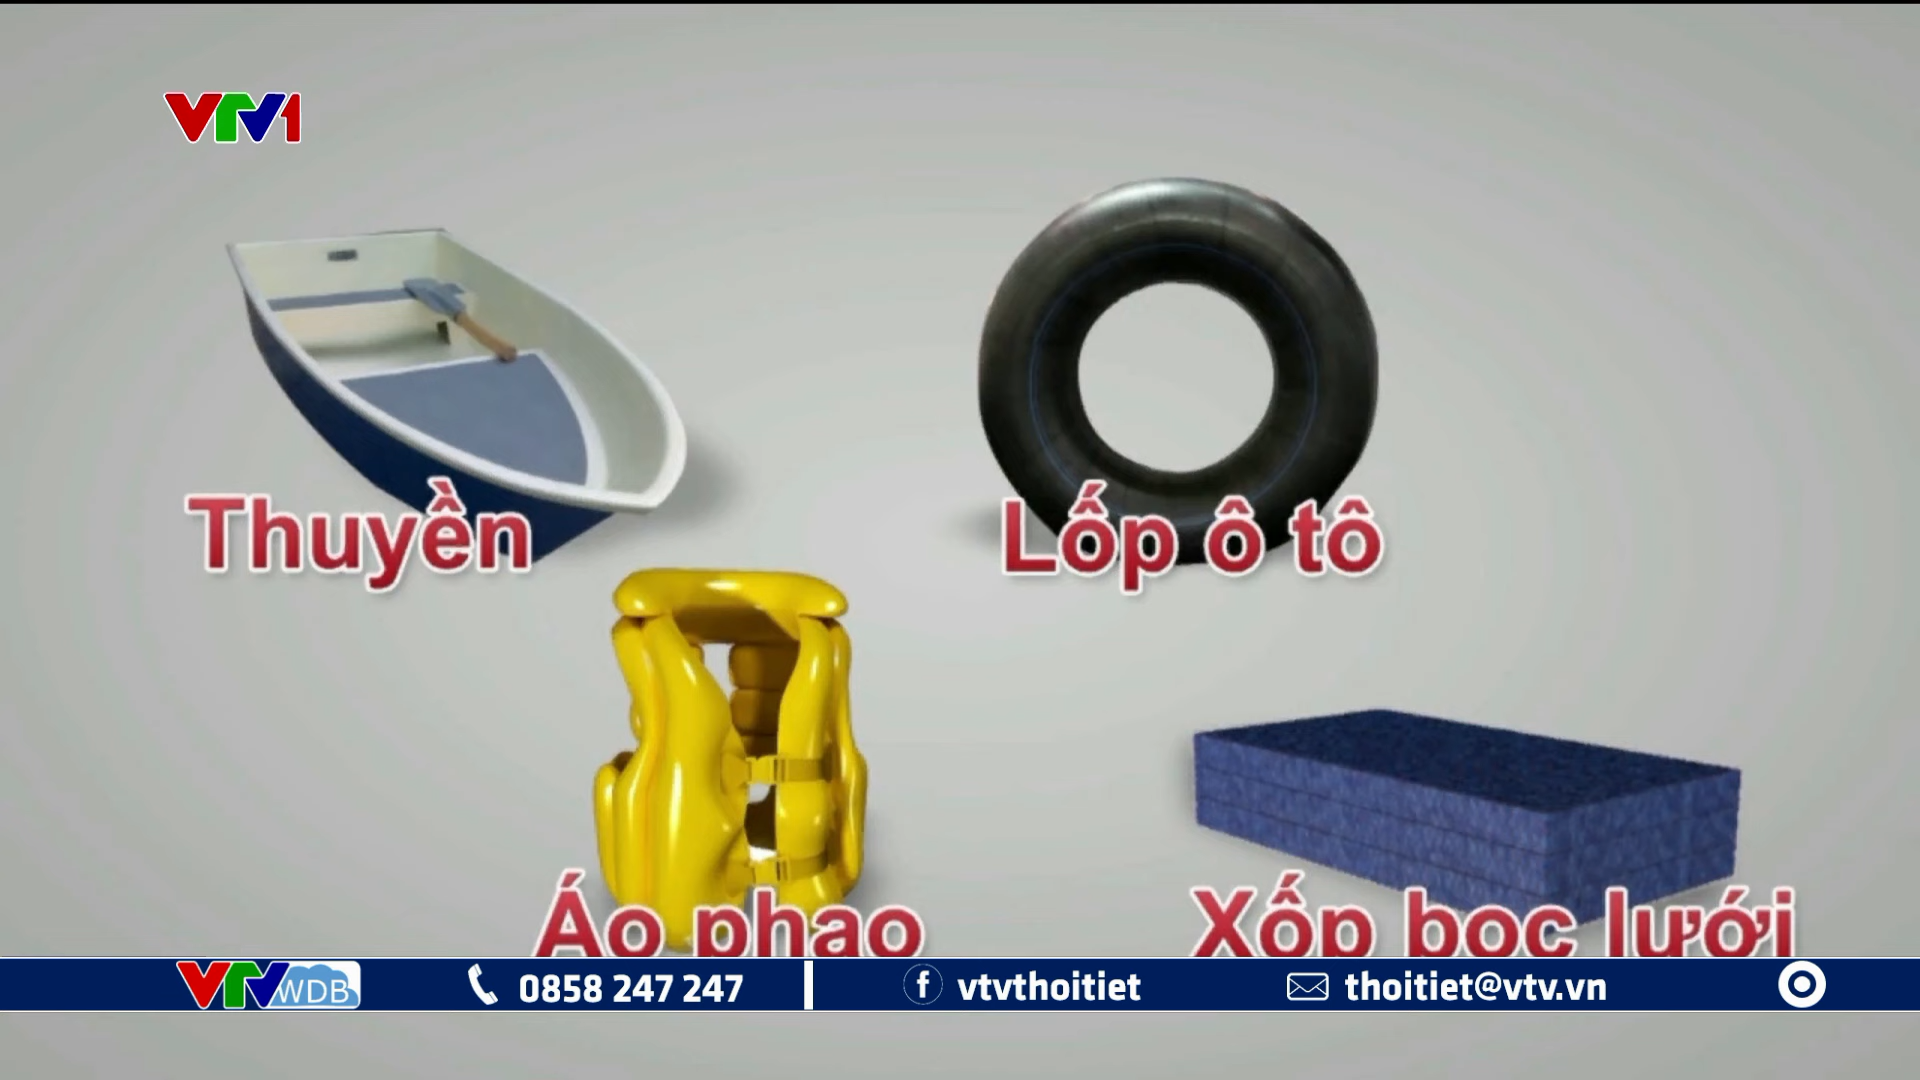 VTV1
Thuyền
Lốp ô tô
Áo phao
Xốp bọc lưới
VTV WDB 0858 247 247 f vtvthoitiet thoitiet@vtv.vn